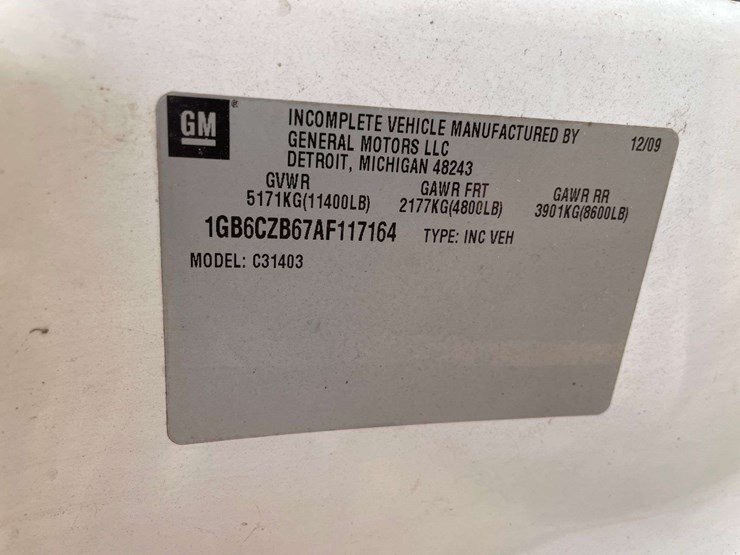 GM
INCOMPLETE VEHICLE MANUFACTURED BY 12/09
GENERAL MOTORS LLC
DETROIT, MICHIGAN 48243
GVWR GAWR FRT GAWR RR
5171KG(11400LB) 2177KG(4800LB) 3901KG(8600LB)
1GB6CZB67AF117164 TYPE: INC VEH
MODEL: C31403